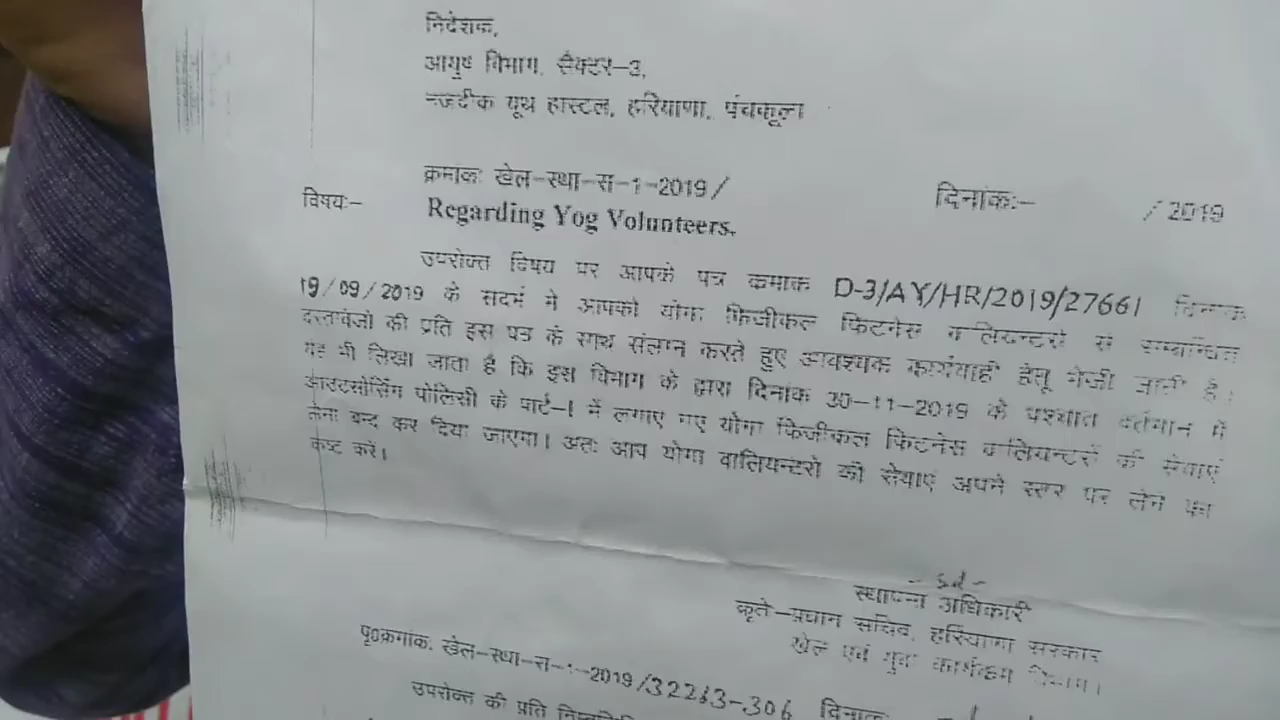 निदेशक,
आयुष विभाग, सैक्टर-3,
नजदीक यूथ हास्टल, हरियाणा, पंचकूला
क्रमांक: खेल-स्था-स-1-2019/ दिनांक:- / 2019
विषय:- Regarding Yog Volunteers.
उपरोक्त विषय पर आपके पत्र कमाक D-3/AY/HR/2019/27661 दिनांक
19/09/2019 के सदर्भ मे आपको योगा फिजीकल फिटनेस वालियन्टरो से सम्बन्धित
दस्तावेजो की प्रति इस पत्र के साथ संलग्न करते हुए आवश्यक कार्यवाही हेतू भेजी जाती है।
यह भी लिखा जाता है कि इस विभाग के द्वारा दिनांक 30-11-2019 के पश्चात वर्तमान में
आउटसोर्सिंग पोलिसी के पार्ट-I में लगाए गए योगा फिजीकल फिटनेस वालियन्टरों की सेवाएं
लेना बन्द कर दिया जाएगा। अतः आप योगा वालियन्टरो की सेवाएं अपने स्तर पर लेने का
कष्ट करें।
-sd-
स्थापना अधिकारी
कृते-प्रधान सचिव, हरियाणा सरकार
खेल एवं युवा कार्यक्रम विभाग।
पृ0क्रमांक: खेल-स्था-स-1-2019/32263-306 दिनांक
उपरोक्त की प्रति